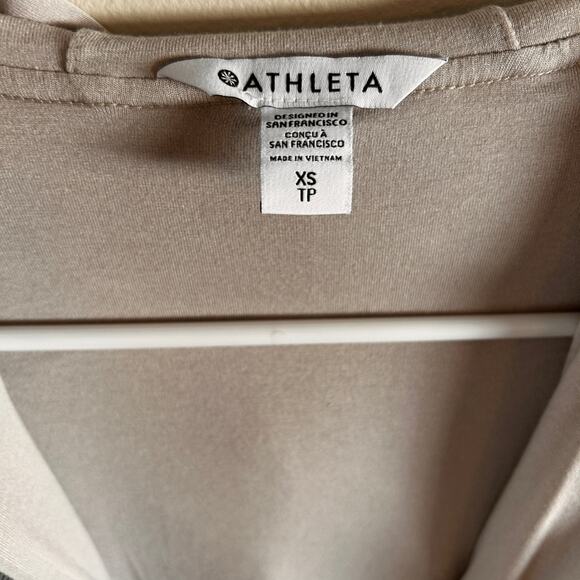 ATHLETA
DESIGNED IN
SAN FRANCISCO
CONÇU À
SAN FRANCISCO
MADE IN VIETNAM
XS
TP